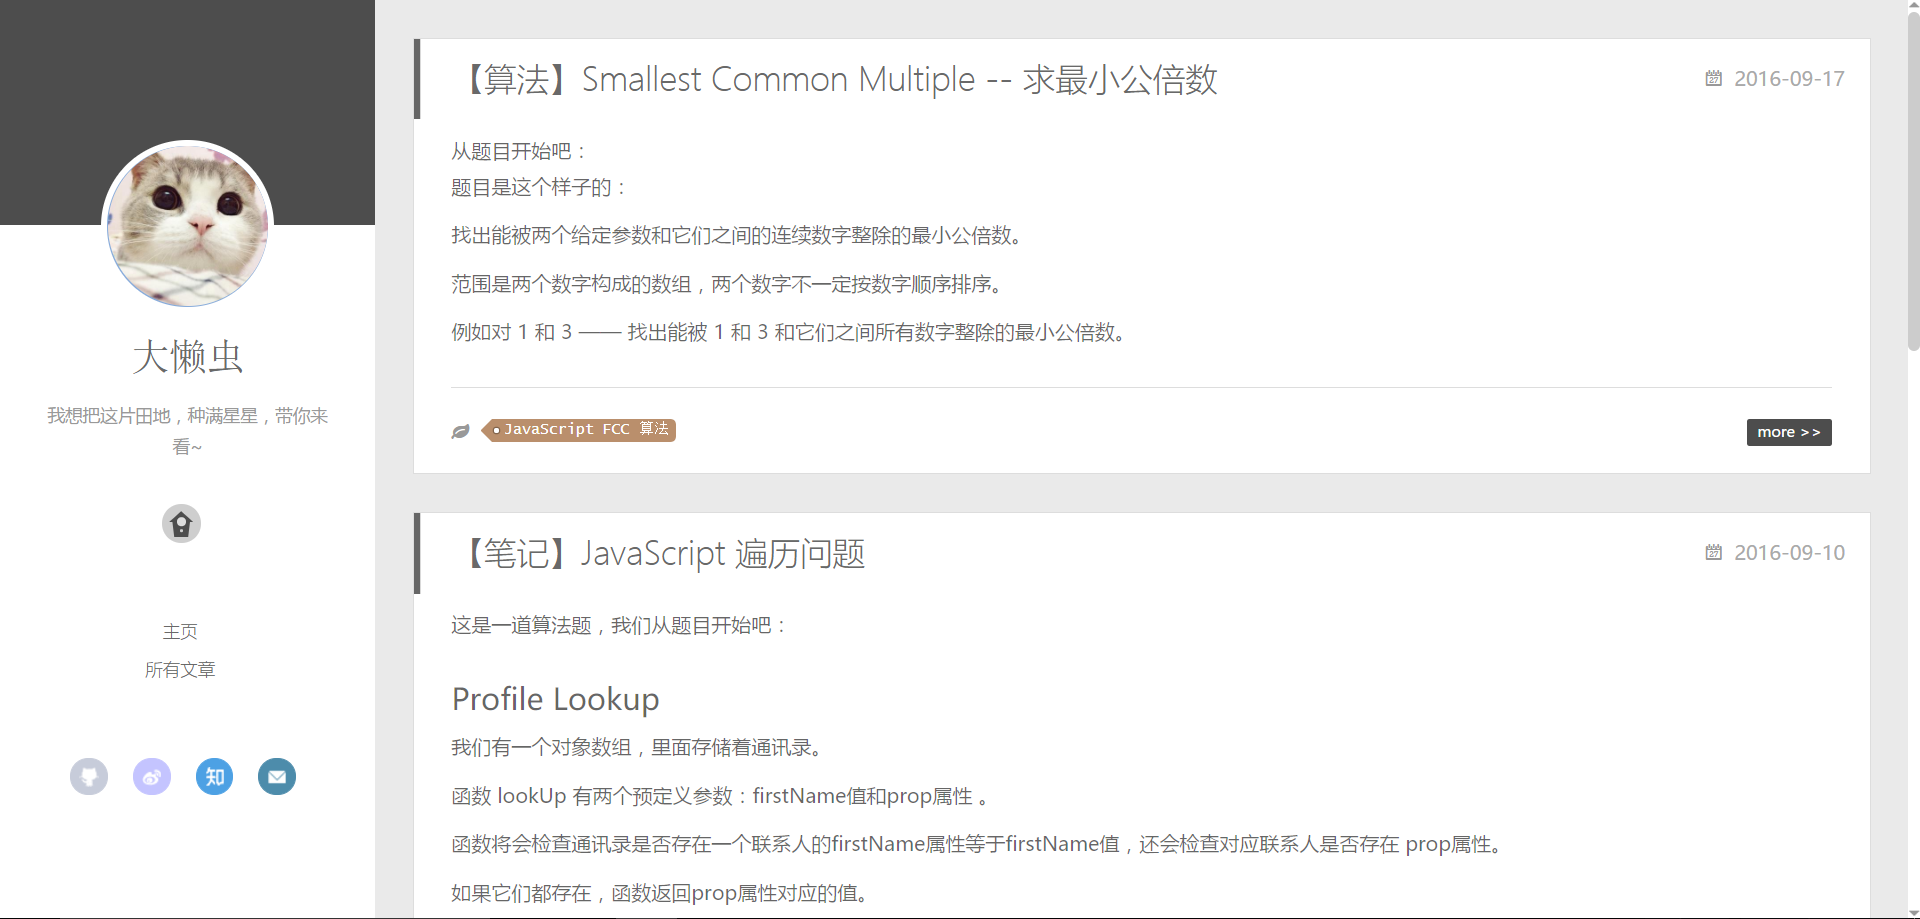 大懒虫
我想把这片田地，种满星星，带你来
看~
主页
所有文章
知
【算法】Smallest Common Multiple -- 求最小公倍数
27 2016-09-17
从题目开始吧：
题目是这个样子的：
找出能被两个给定参数和它们之间的连续数字整除的最小公倍数。
范围是两个数字构成的数组，两个数字不一定按数字顺序排序。
例如对 1 和 3 —— 找出能被 1 和 3 和它们之间所有数字整除的最小公倍数。
JavaScript FCC 算法
more >>
【笔记】JavaScript 遍历问题
27 2016-09-10
这是一道算法题，我们从题目开始吧：
Profile Lookup
我们有一个对象数组，里面存储着通讯录。
函数 lookUp 有两个预定义参数：firstName值和prop属性 。
函数将会检查通讯录是否存在一个联系人的firstName属性等于firstName值，还会检查对应联系人是否存在 prop属性。
如果它们都存在，函数返回prop属性对应的值。